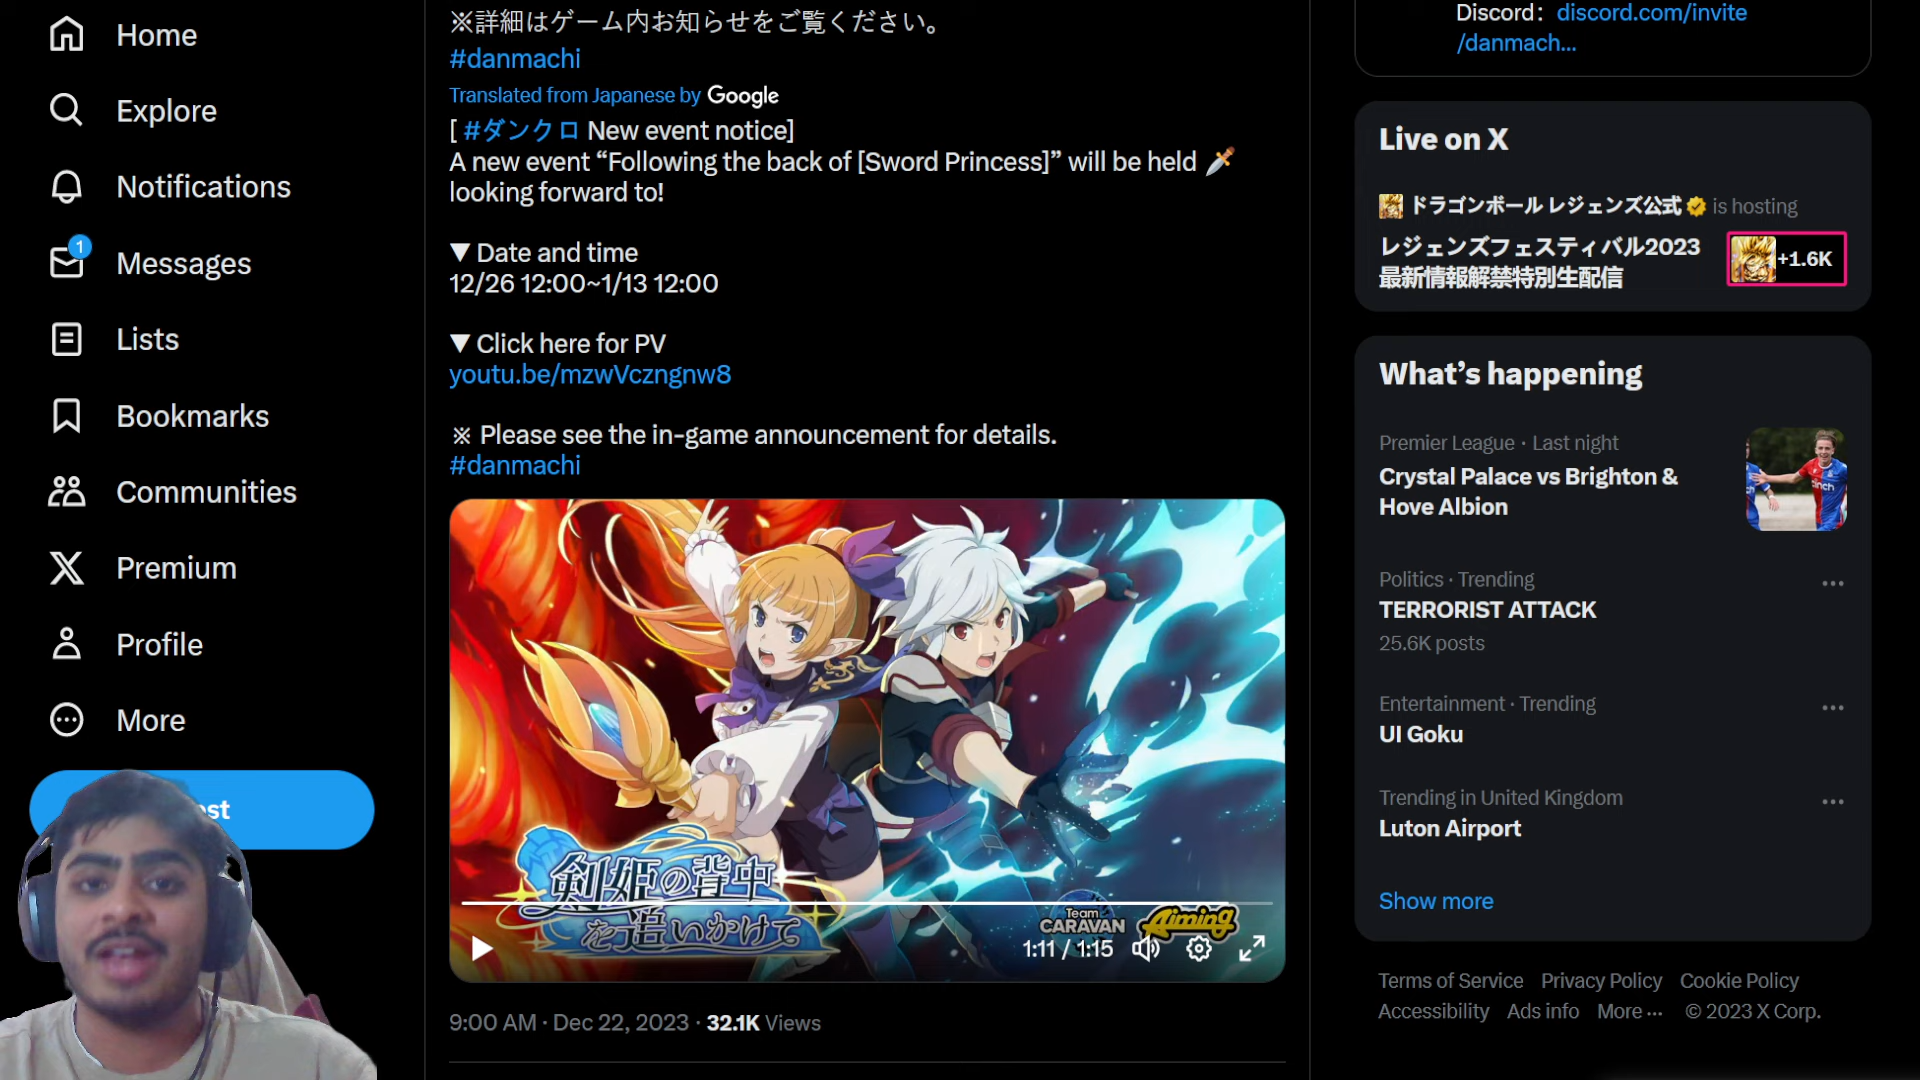 Home
Explore
Notifications
1
Messages
Lists
Bookmarks
Communities
Premium
Profile
More
※詳細はゲーム内お知らせをご覧ください。
#danmachi
Translated from Japanese by Google
[ #ダンクロ New event notice]
A new event “Following the back of [Sword Princess]” will be held 🗡️
looking forward to!
▼ Date and time
12/26 12:00~1/13 12:00
▼ Click here for PV
youtu.be/mzwVczngnw8
※ Please see the in-game announcement for details.
#danmachi
剣姫の背中
を追いかけて
Team
CARAVAN
Aiming
1:11 / 1:15
9:00 AM · Dec 22, 2023 · 32.1K Views
Discord： discord.com/invite
/danmach…
Live on X
ドラゴンボール レジェンズ公式 is hosting
レジェンズフェスティバル2023
最新情報解禁特別生配信
+1.6K
What’s happening
Premier League · Last night
Crystal Palace vs Brighton &
Hove Albion
cinch
Politics · Trending
TERRORIST ATTACK
25.6K posts
Entertainment · Trending
UI Goku
Trending in United Kingdom
Luton Airport
Show more
Terms of Service Privacy Policy Cookie Policy
Accessibility Ads info More ··· © 2023 X Corp.